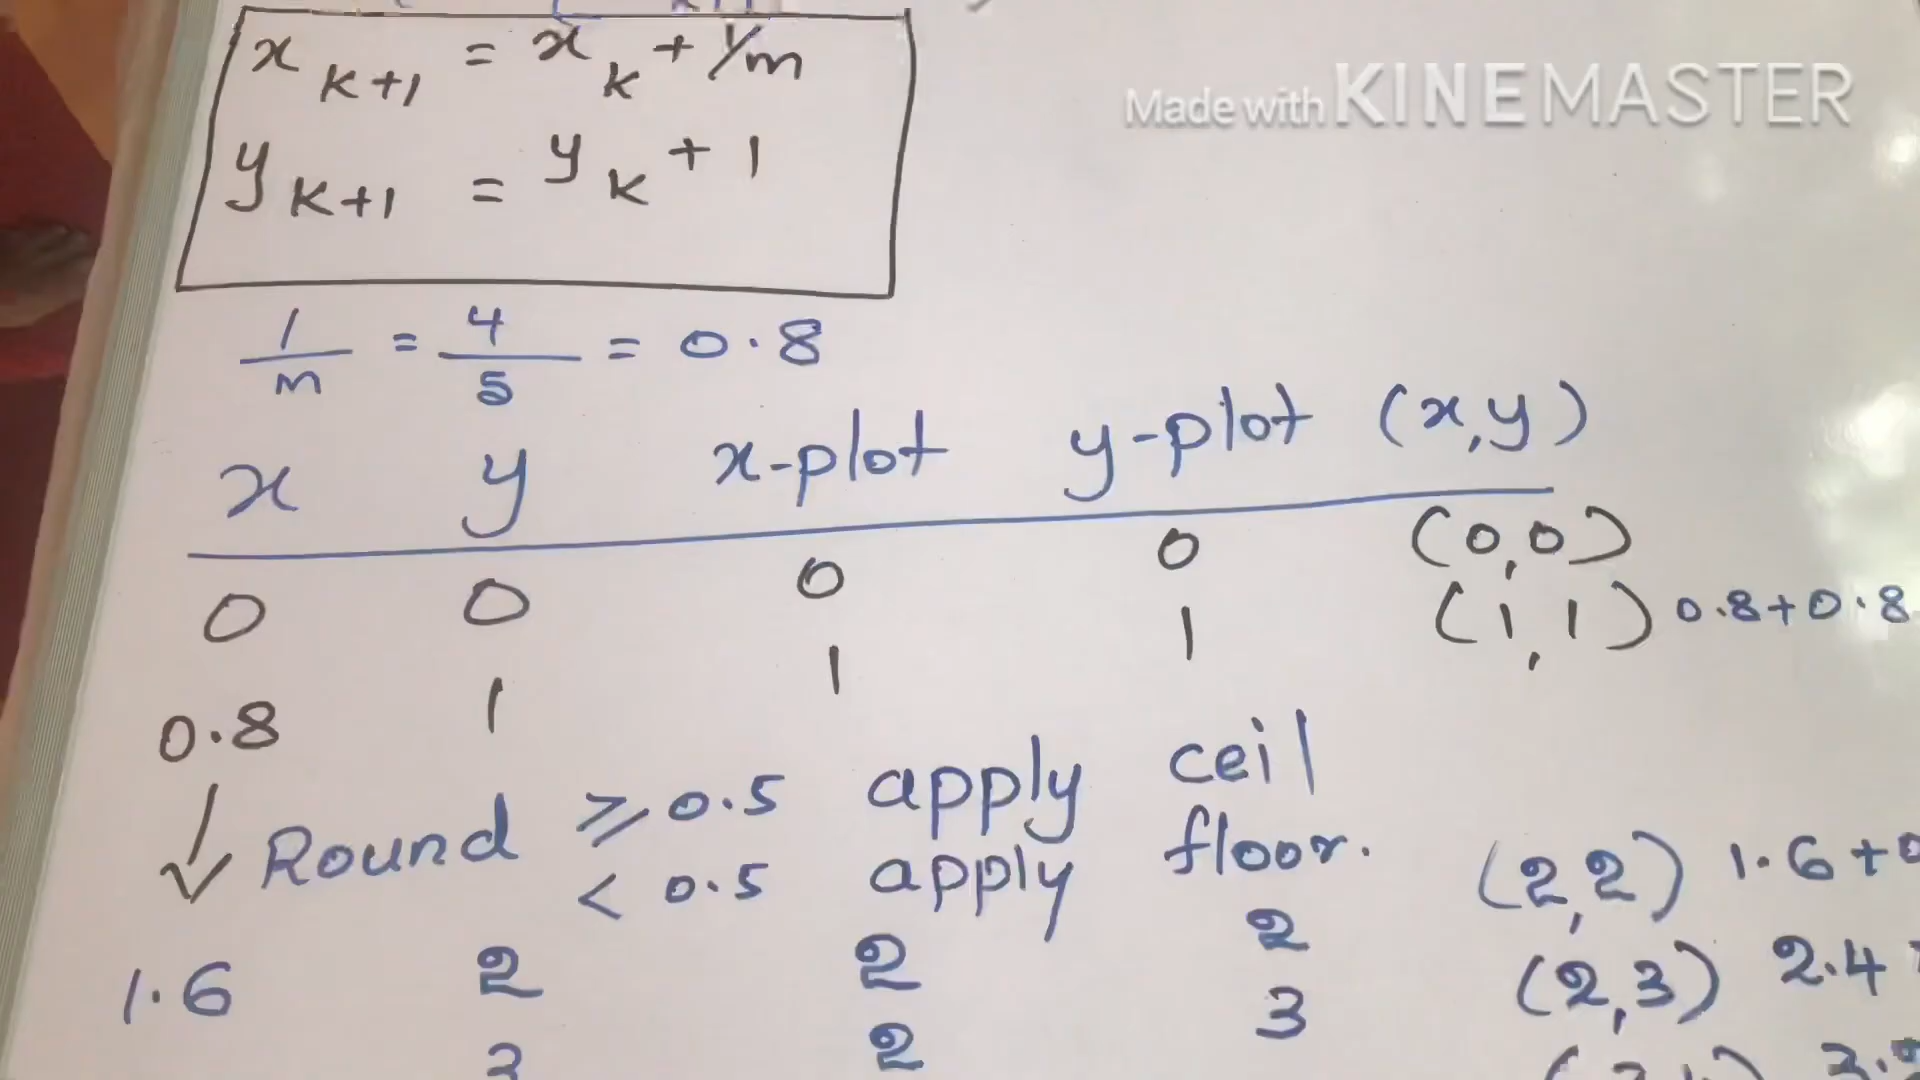 x k+1 = x k + 1/m
Made with KINEMASTER
y k+1 = y k + 1
1/m = 4/5 = 0.8
x y x-plot y-plot (x,y)
0 0 0 0 (0,0)
0.8 1 1 1 (1,1) 0.8+0.8
Round ≥ 0.5 apply ceil
< 0.5 apply floor.
1.6 2 2 2 (2,2) 1.6+
3 2 3 (2,3) 2.4